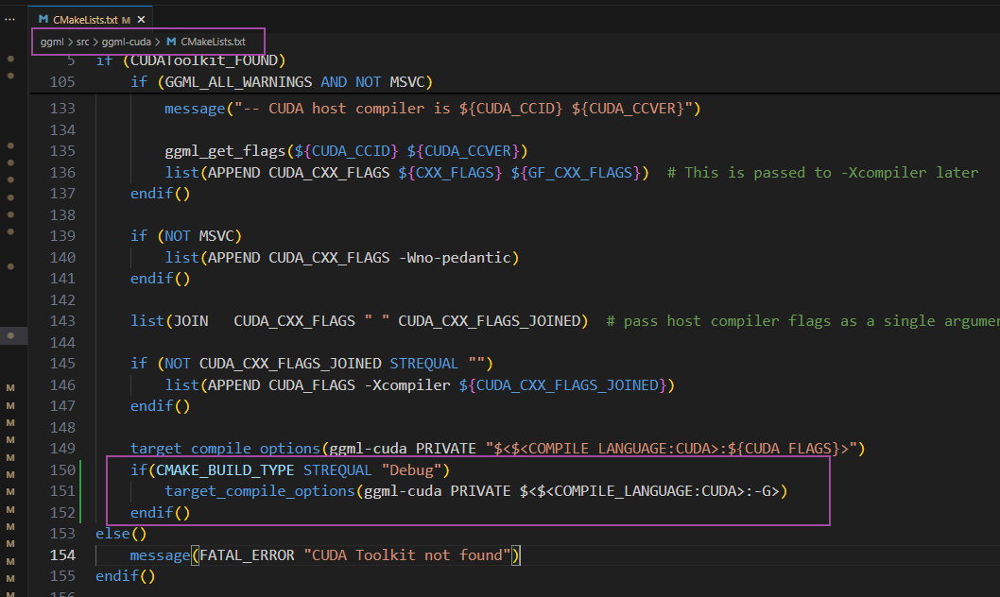 CMakeLists.txt M
ggml > src > ggml-cuda > M CMakeLists.txt
5 if (CUDAToolkit_FOUND)
105 if (GGML_ALL_WARNINGS AND NOT MSVC)
133 message("-- CUDA host compiler is ${CUDA_CCID} ${CUDA_CCVER}")
134
135 ggml_get_flags(${CUDA_CCID} ${CUDA_CCVER})
136 list(APPEND CUDA_CXX_FLAGS ${CXX_FLAGS} ${GF_CXX_FLAGS})  # This is passed to -Xcompiler later
137 endif()
138
139 if (NOT MSVC)
140 list(APPEND CUDA_CXX_FLAGS -Wno-pedantic)
141 endif()
142
143 list(JOIN   CUDA_CXX_FLAGS " " CUDA_CXX_FLAGS_JOINED)  # pass host compiler flags as a single argumen
144
145 if (NOT CUDA_CXX_FLAGS_JOINED STREQUAL "")
146 list(APPEND CUDA_FLAGS -Xcompiler ${CUDA_CXX_FLAGS_JOINED})
147 endif()
148
149 target_compile_options(ggml-cuda PRIVATE "$<$<COMPILE_LANGUAGE:CUDA>:${CUDA_FLAGS}>")
150 if(CMAKE_BUILD_TYPE STREQUAL "Debug")
151 target_compile_options(ggml-cuda PRIVATE $<$<COMPILE_LANGUAGE:CUDA>:-G>)
152 endif()
153 else()
154 message(FATAL_ERROR "CUDA Toolkit not found")
155 endif()
156
M
M
M
M
M
M
M
M
M
M
M
M
M